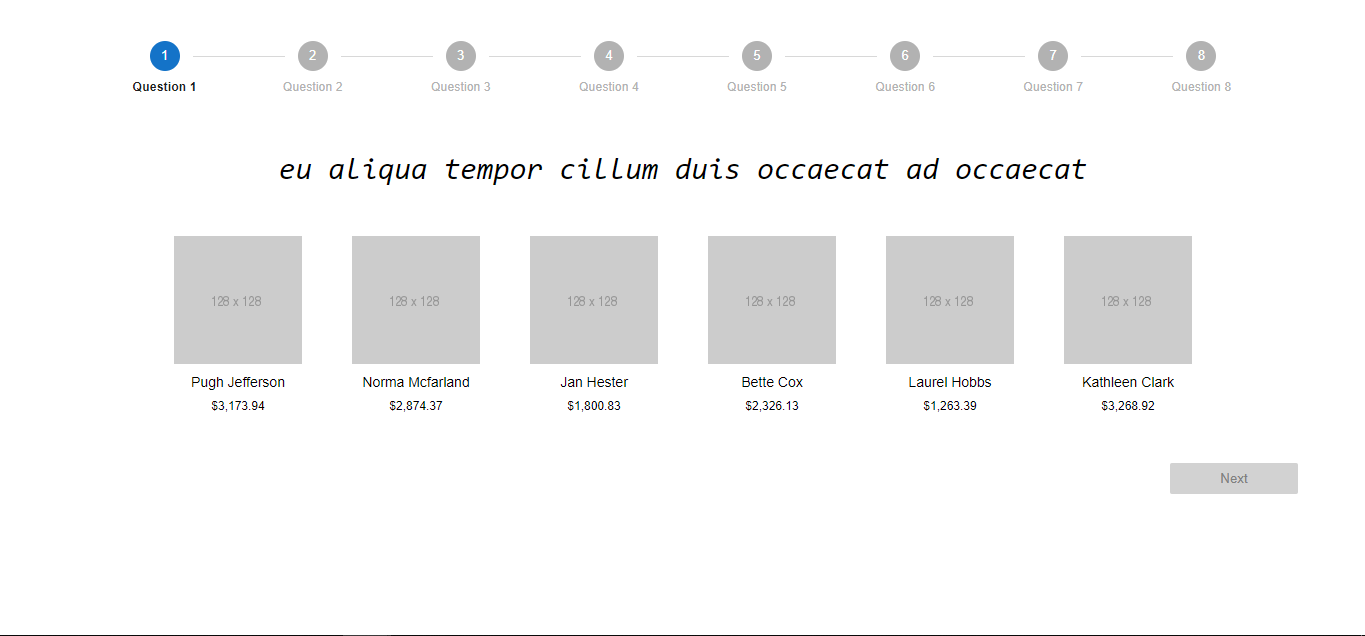 1 2 3 4 5 6 7 8
Question 1 Question 2 Question 3 Question 4 Question 5 Question 6 Question 7 Question 8
eu aliqua tempor cillum duis occaecat ad occaecat
128 x 128 128 x 128 128 x 128 128 x 128 128 x 128 128 x 128
Pugh Jefferson Norma Mcfarland Jan Hester Bette Cox Laurel Hobbs Kathleen Clark
$3,173.94 $2,874.37 $1,800.83 $2,326.13 $1,263.39 $3,268.92
Next